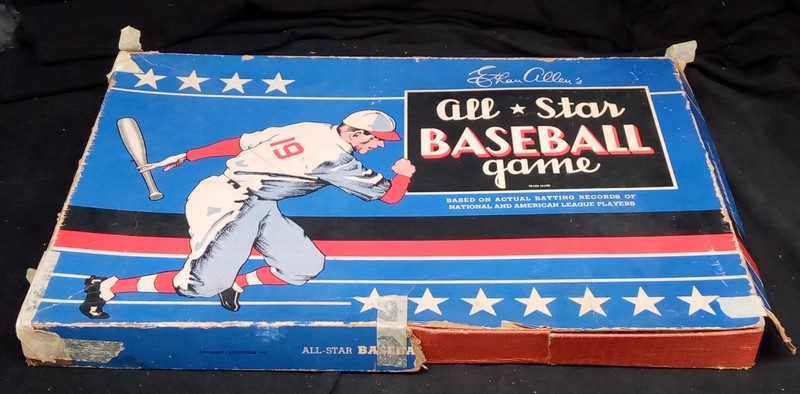 Ethan Allen's
All ★ Star
BASEBALL
game
TRADE MARK
BASED ON ACTUAL BATTING RECORDS OF
NATIONAL AND AMERICAN LEAGUE PLAYERS
19
ALL-STAR BASEBA